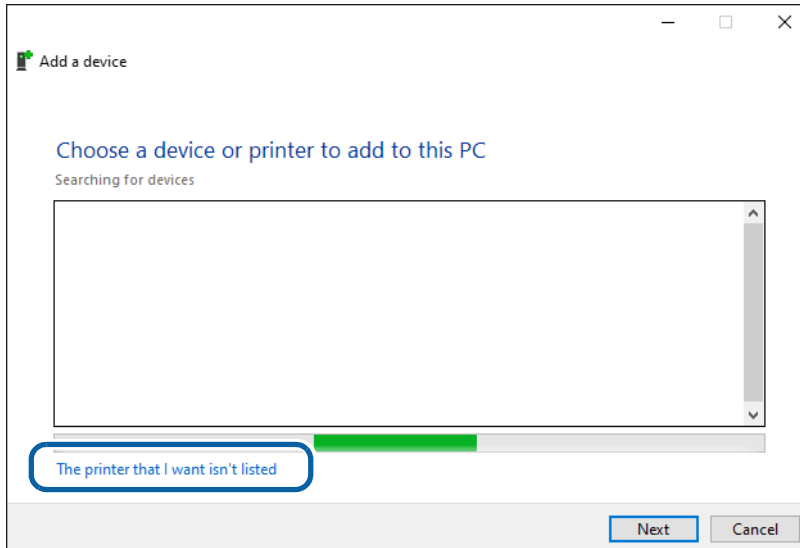 Add a device
Choose a device or printer to add to this PC
Searching for devices
The printer that I want isn't listed
Next
Cancel